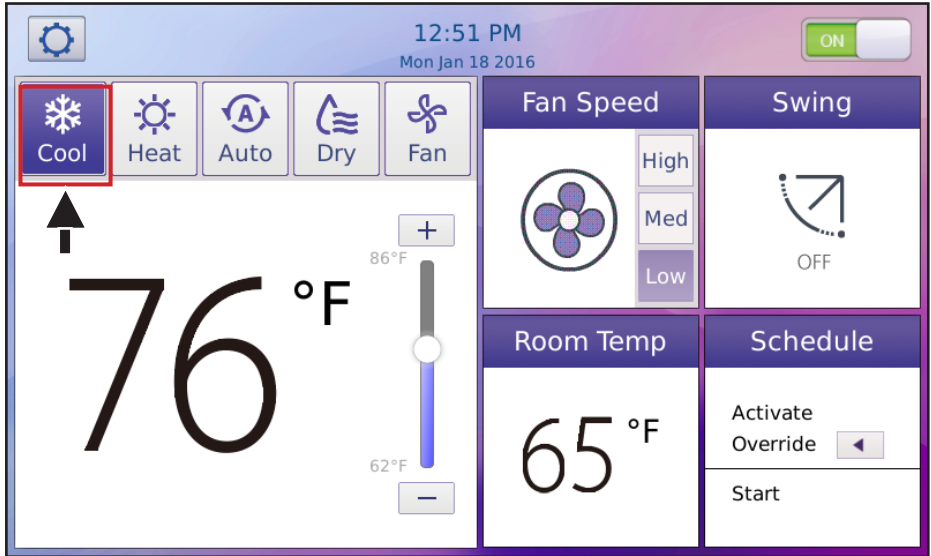 12:51 PM
Mon Jan 18 2016
ON
Cool
Heat
Auto
Dry
Fan
A
76 °F
+
86°F
62°F
−
Fan Speed
High
Med
Low
Swing
OFF
Room Temp
65 °F
Schedule
Activate
Override
Start